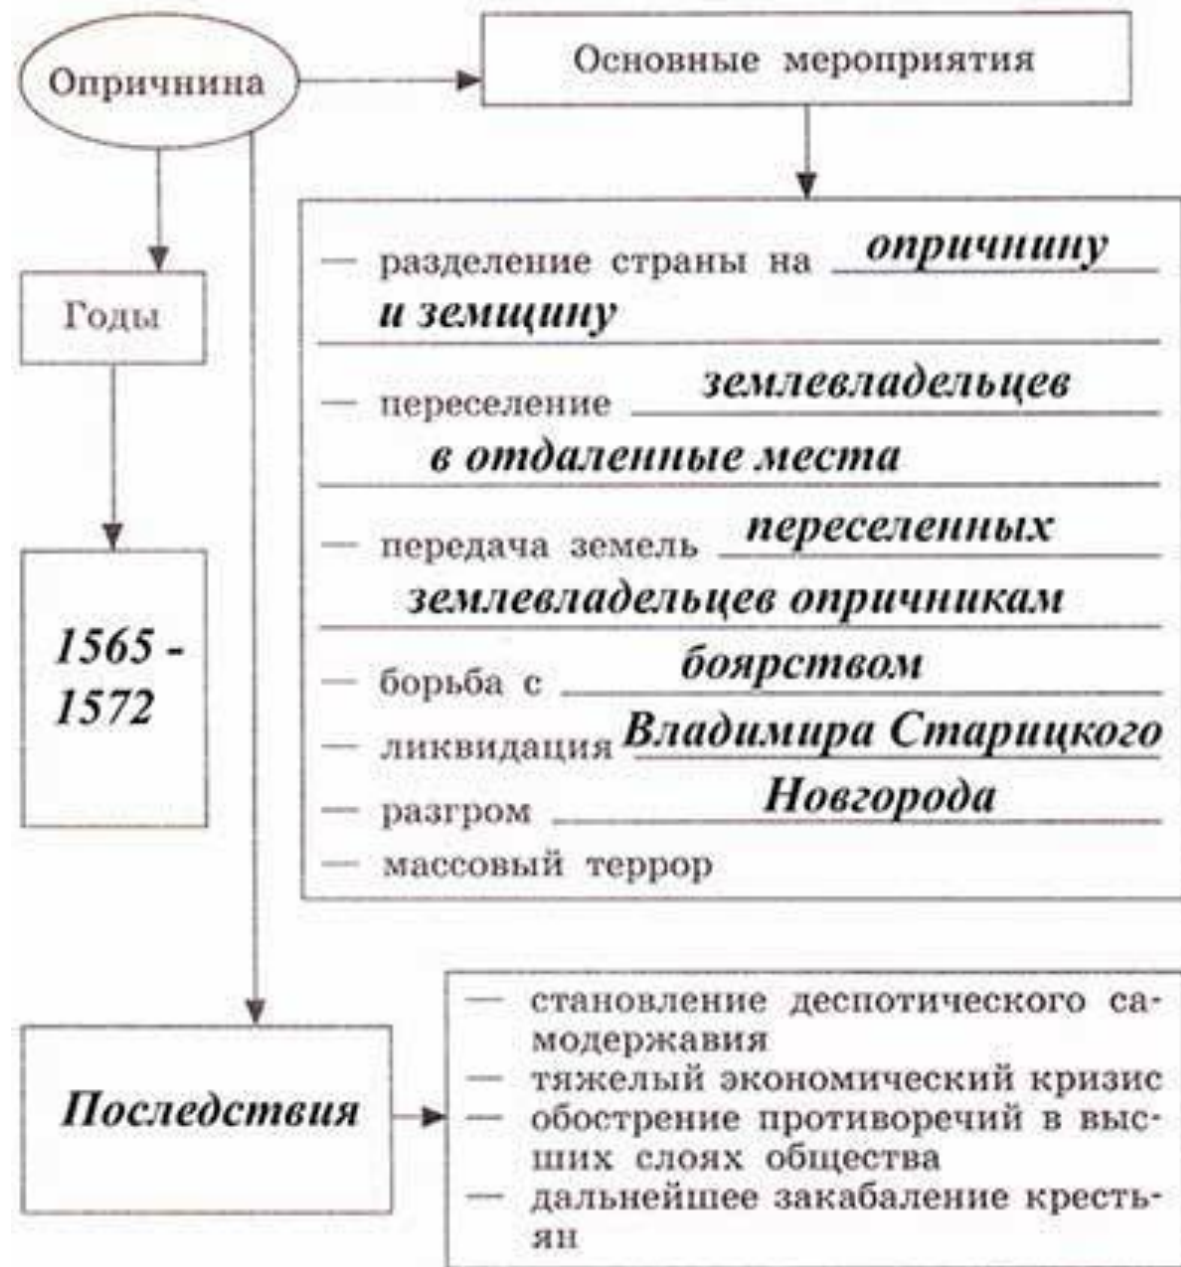 Опричнина
Основные мероприятия
Годы
1565 -
1572
— разделение страны на опричнину
и земщину
— переселение землевладельцев
в отдаленные места
— передача земель переселенных
землевладельцев опричникам
— борьба с боярством
— ликвидация Владимира Старицкого
— разгром Новгорода
— массовый террор
Последствия
— становление деспотического са-
модержавия
— тяжелый экономический кризис
— обострение противоречий в выс-
ших слоях общества
— дальнейшее закабаление кресть-
ян